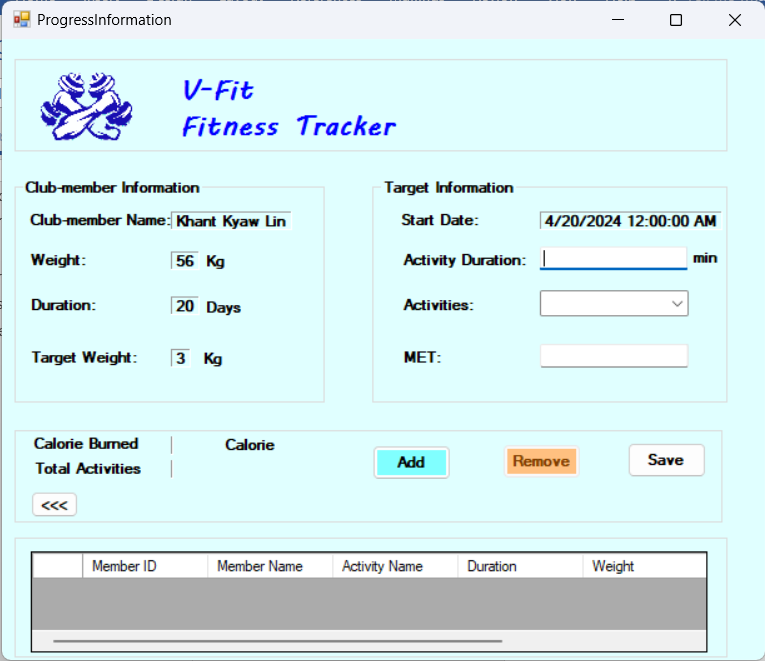 ProgressInformation
V-Fit
Fitness Tracker
Club-member Information
Club-member Name: Khant Kyaw Lin
Weight: 56 Kg
Duration: 20 Days
Target Weight: 3 Kg
Target Information
Start Date: 4/20/2024 12:00:00 AM
Activity Duration: min
Activities:
MET:
Calorie Burned Calorie
Total Activities
Add Remove Save
<<<
Member ID Member Name Activity Name Duration Weight